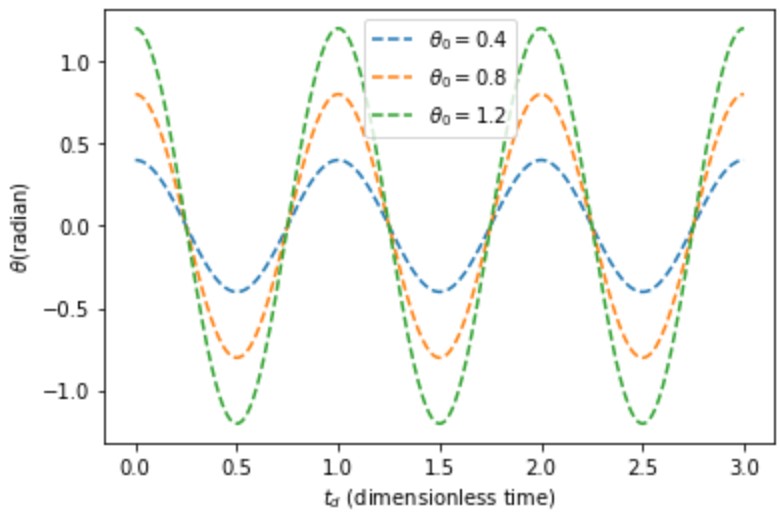 θ₀ = 0.4
θ₀ = 0.8
θ₀ = 1.2
1.0
0.5
0.0
−0.5
−1.0
θ(radian)
0.0 0.5 1.0 1.5 2.0 2.5 3.0
t_d (dimensionless time)